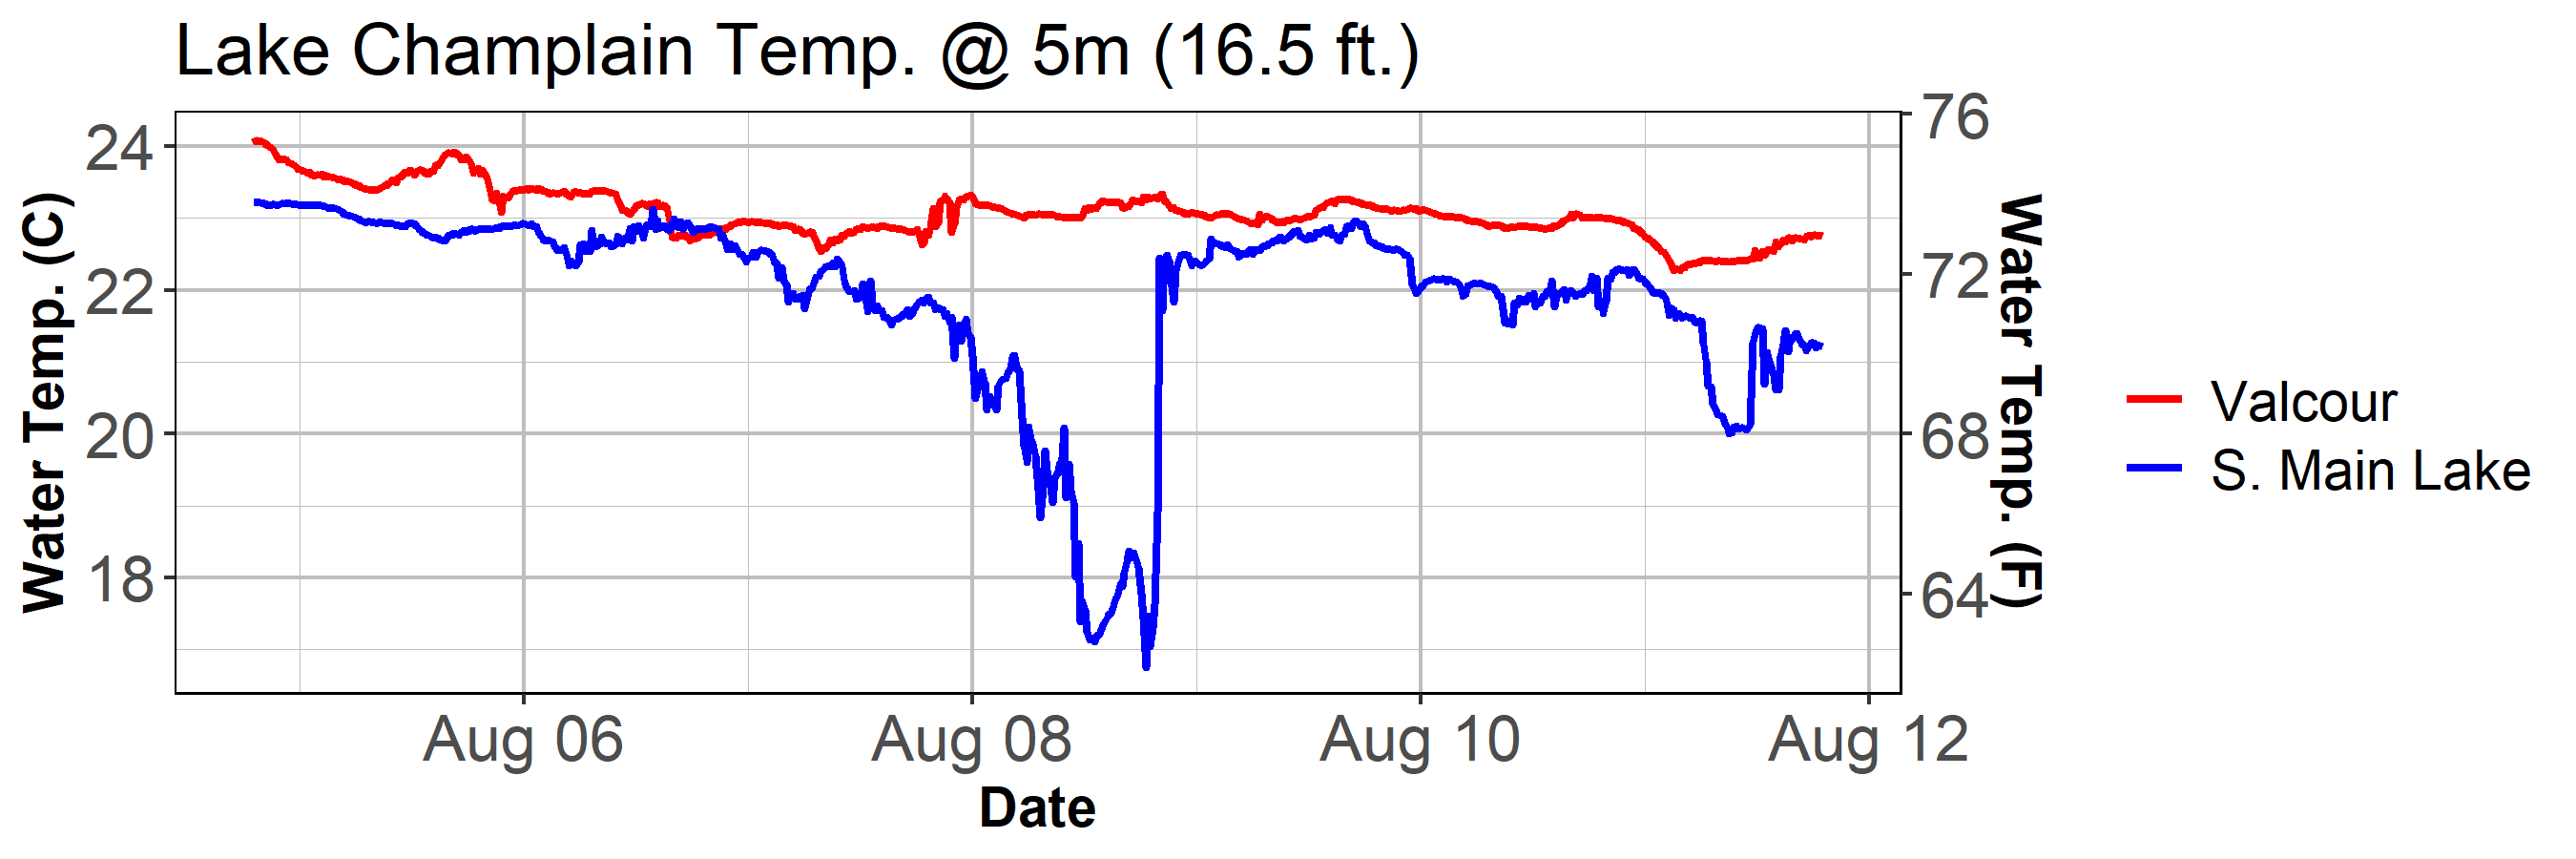 Lake Champlain Temp. @ 5m (16.5 ft.)
Water Temp. (C)
24
22
20
18
76
72
68
64
Water Temp. (F)
Aug 06
Aug 08
Aug 10
Aug 12
Date
Valcour
S. Main Lake